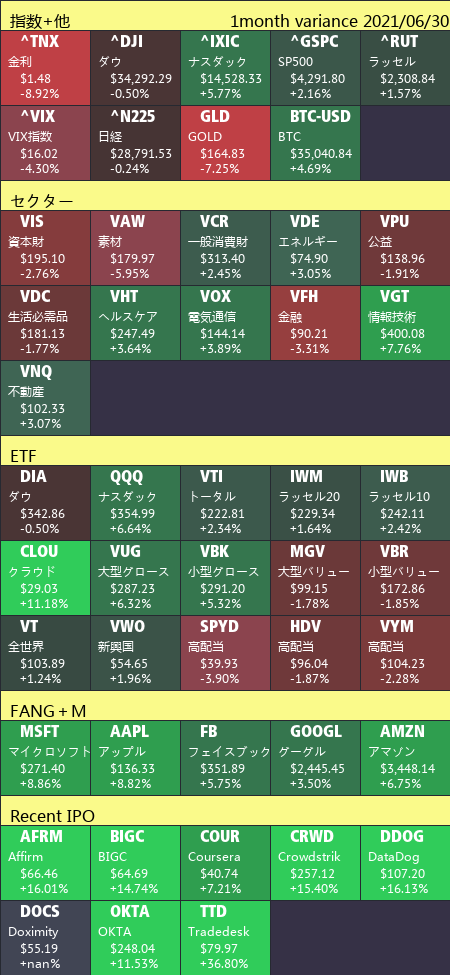 指数+他 1month variance 2021/06/30
^TNX ^DJI ^IXIC ^GSPC ^RUT
金利 ダウ ナスダック SP500 ラッセル
$1.48 $34,292.29 $14,528.33 $4,291.80 $2,308.84
-8.92% -0.50% +5.77% +2.16% +1.57%
^VIX ^N225 GLD BTC-USD
VIX指数 日経 GOLD BTC
$16.02 $28,791.53 $164.83 $35,040.84
-4.30% -0.24% -7.25% +4.69%
セクター
VIS VAW VCR VDE VPU
資本財 素材 一般消費財 エネルギー 公益
$195.10 $179.97 $313.40 $74.90 $138.96
-2.76% -5.95% +2.45% +3.05% -1.91%
VDC VHT VOX VFH VGT
生活必需品 ヘルスケア 電気通信 金融 情報技術
$181.13 $247.49 $144.14 $90.21 $400.08
-1.77% +3.64% +3.89% -3.31% +7.76%
VNQ
不動産
$102.33
+3.07%
ETF
DIA QQQ VTI IWM IWB
ダウ ナスダック トータル ラッセル20 ラッセル10
$342.86 $354.99 $222.81 $229.34 $242.11
-0.50% +6.64% +2.34% +1.64% +2.42%
CLOU VUG VBK MGV VBR
クラウド 大型グロース 小型グロース 大型バリュー 小型バリュー
$29.03 $287.23 $291.20 $99.15 $172.86
+11.18% +6.32% +5.32% -1.78% -1.85%
VT VWO SPYD HDV VYM
全世界 新興国 高配当 高配当 高配当
$103.89 $54.65 $39.93 $96.04 $104.23
+1.24% +1.96% -3.90% -1.87% -2.28%
FANG+M
MSFT AAPL FB GOOGL AMZN
マイクロソフト アップル フェイスブック グーグル アマゾン
$271.40 $136.33 $351.89 $2,445.45 $3,448.14
+8.86% +8.82% +5.75% +3.50% +6.75%
Recent IPO
AFRM BIGC COUR CRWD DDOG
Affirm BIGC Coursera Crowdstrik DataDog
$66.46 $64.69 $40.74 $257.12 $107.20
+16.01% +14.74% +7.21% +15.40% +16.13%
DOCS OKTA TTD
Doximity OKTA Tradedesk
$55.19 $248.04 $79.97
+nan% +11.53% +36.80%